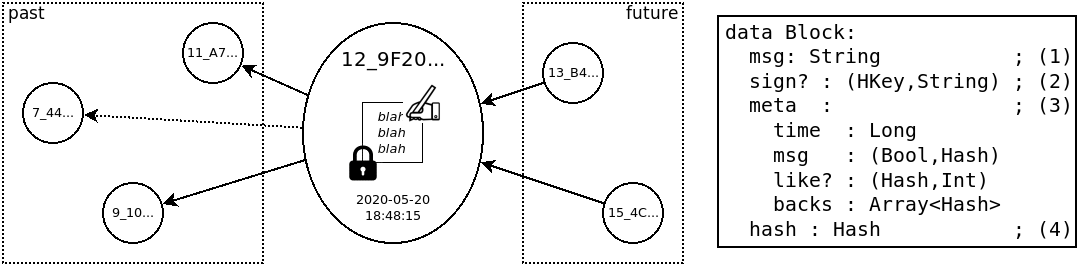 past
future
11_A7...
12_9F20...
13_B4...
7_44...
blah
blah
blah
9_10...
2020-05-20
18:48:15
15_4C...
data Block:
  msg: String           ; (1)
  sign? : (HKey,String) ; (2)
  meta  :               ; (3)
    time  : Long
    msg   : (Bool,Hash)
    like? : (Hash,Int)
    backs : Array<Hash>
  hash : Hash           ; (4)